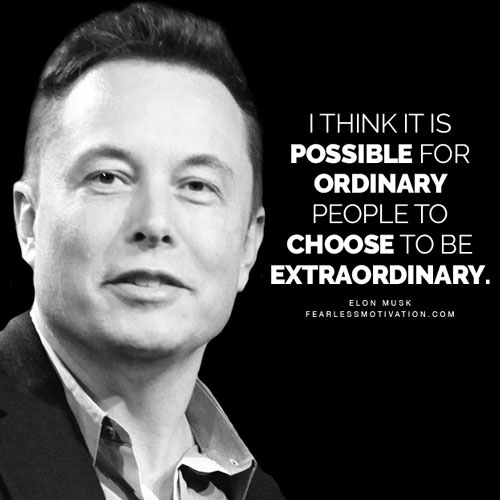 I THINK IT IS
POSSIBLE FOR
ORDINARY
PEOPLE TO
CHOOSE TO BE
EXTRAORDINARY.
ELON MUSK
FEARLESSMOTIVATION.COM